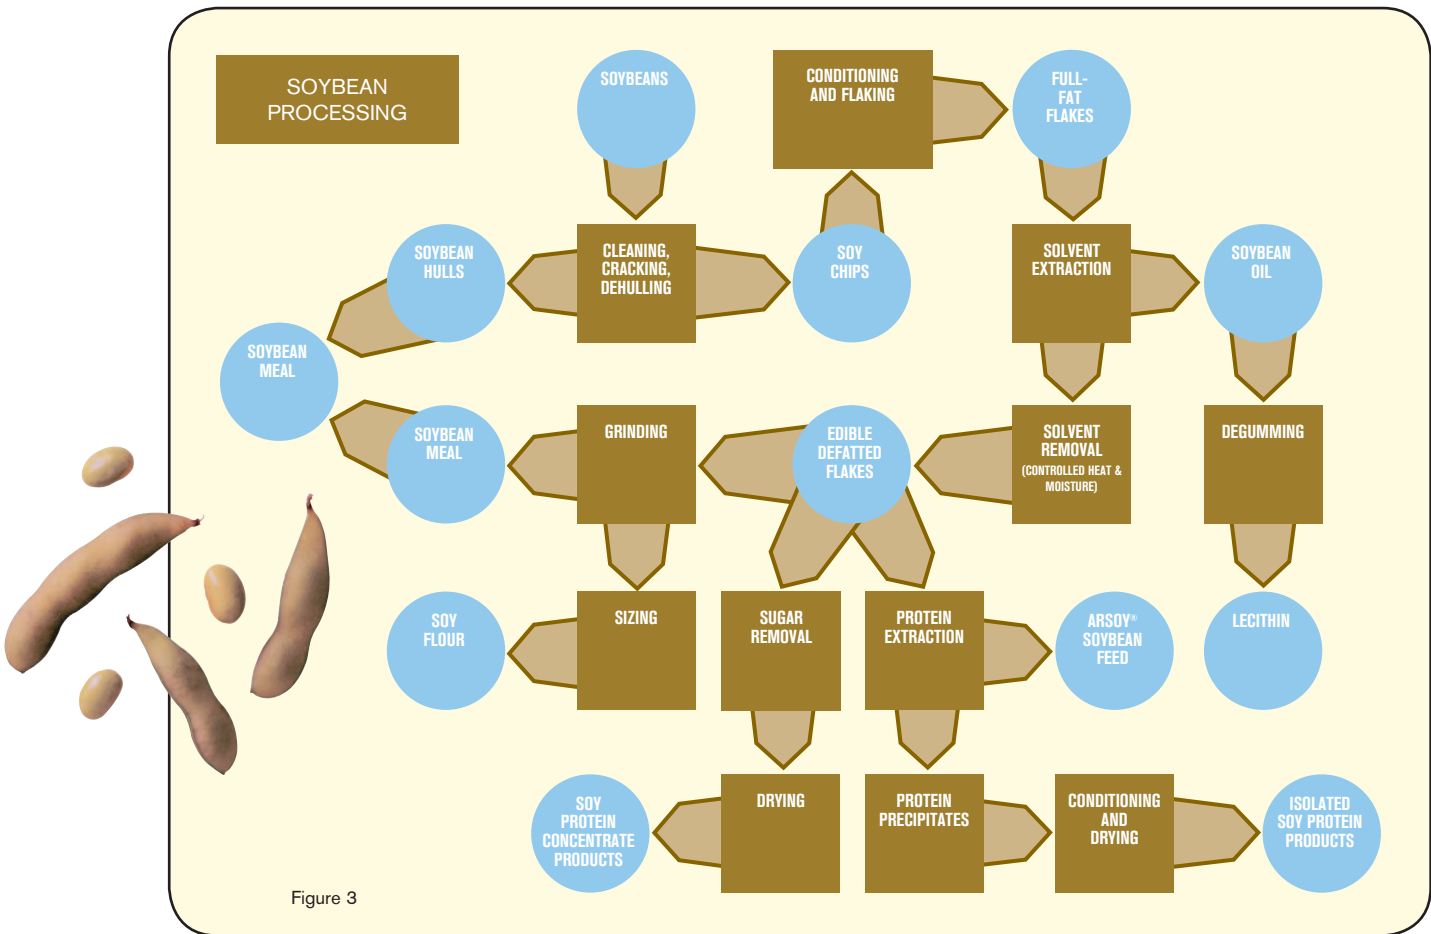 SOYBEAN
PROCESSING
SOYBEANS
CONDITIONING
AND FLAKING
FULL-
FAT
FLAKES
SOYBEAN
HULLS
CLEANING,
CRACKING,
DEHULLING
SOY
CHIPS
SOLVENT
EXTRACTION
SOYBEAN
OIL
SOYBEAN
MEAL
SOYBEAN
MEAL
GRINDING
EDIBLE
DEFATTED
FLAKES
SOLVENT
REMOVAL
(CONTROLLED HEAT &
MOISTURE)
DEGUMMING
SOY
FLOUR
SIZING
SUGAR
REMOVAL
PROTEIN
EXTRACTION
ARSOY®
SOYBEAN
FEED
LECITHIN
SOY
PROTEIN
CONCENTRATE
PRODUCTS
DRYING
PROTEIN
PRECIPITATES
CONDITIONING
AND
DRYING
ISOLATED
SOY PROTEIN
PRODUCTS
Figure 3